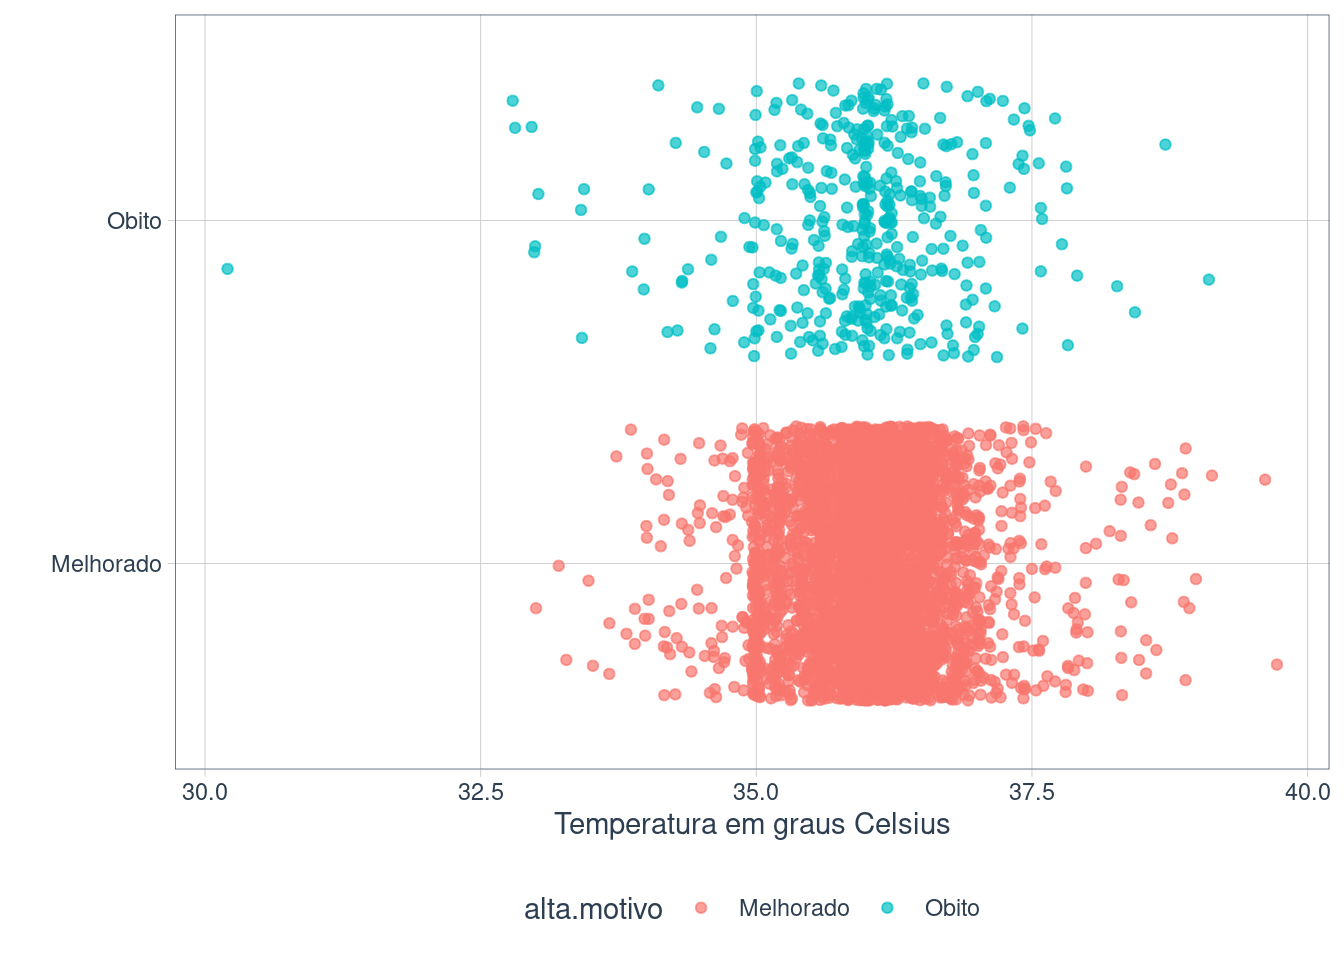 Obito
Melhorado
30.0 32.5 35.0 37.5 40.0
Temperatura em graus Celsius
alta.motivo Melhorado Obito